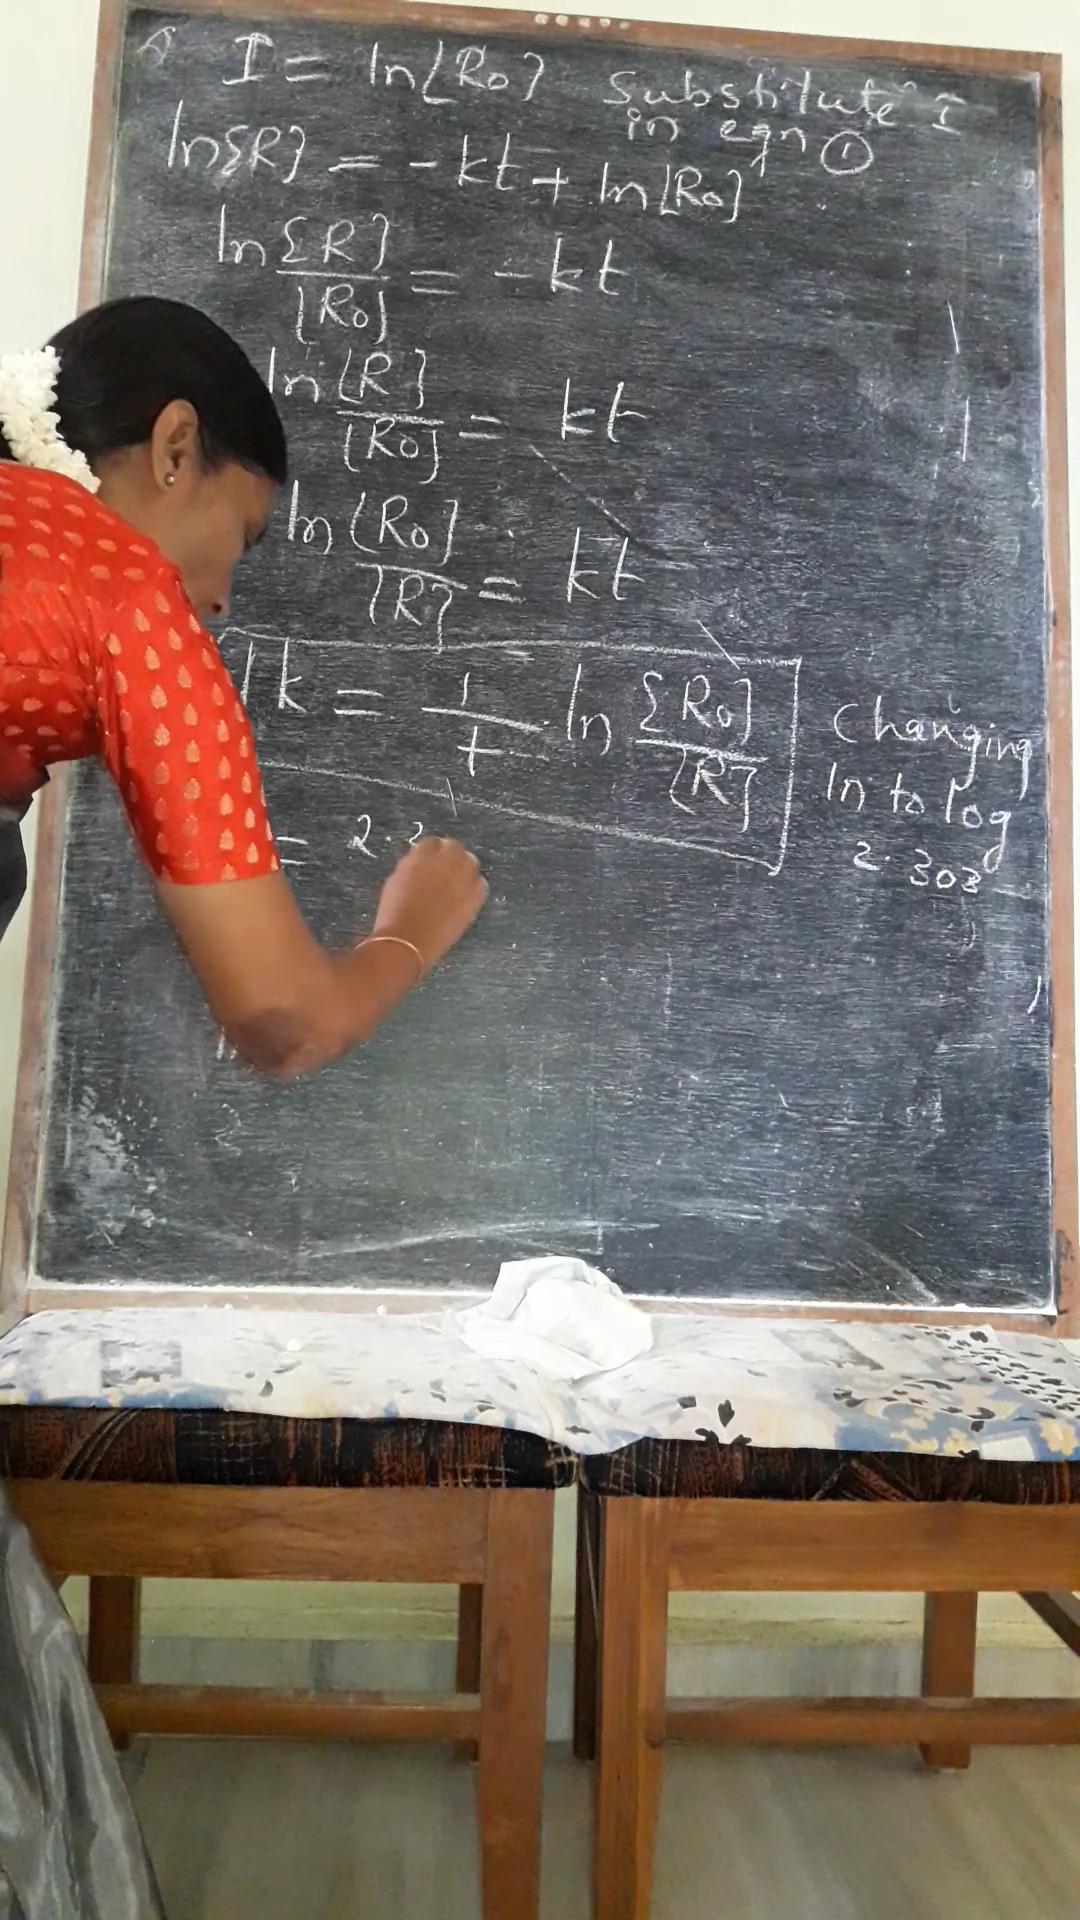 I = ln[R₀] Substitute I
in eqn ①
ln[R] = -kt + ln[R₀]
ln [R] / [R₀] = -kt
ln [R] / [R₀] = kt
ln [R₀] / [R] = kt
k = 1/t ln [R₀] / [R] Changing
ln to log
2.303
= 2.3